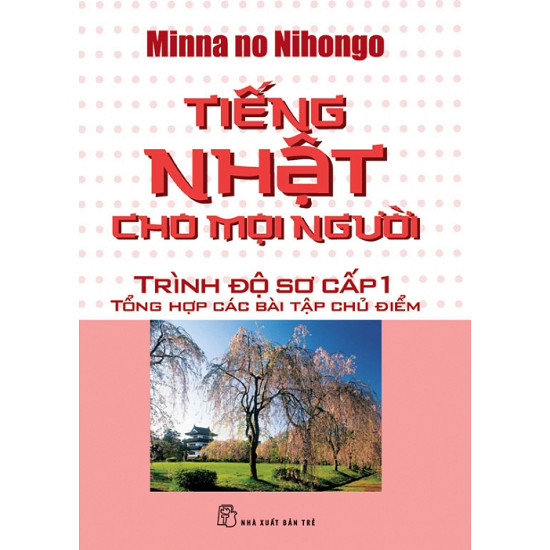 Minna no Nihongo
TIẾNG
NHẬT
CHO MỌI NGƯỜI
TRÌNH ĐỘ SƠ CẤP 1
TỔNG HỢP CÁC BÀI TẬP CHỦ ĐIỂM
NHÀ XUẤT BẢN TRẺ